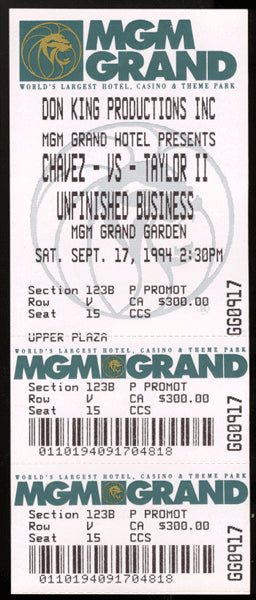 MGM
GRAND
WORLD'S LARGEST HOTEL, CASINO & THEME PARK
DON KING PRODUCTIONS INC
MGM GRAND HOTEL PRESENTS
CHAVEZ - VS - TAYLOR II
UNFINISHED BUSINESS
MGM GRAND GARDEN
SAT. SEPT. 17, 1994 2:30PM
Section 123B P PROMOT
Row V CA $300.00
Seat 15 CCS
GG0917
UPPER PLAZA
WORLD'S LARGEST HOTEL, CASINO & THEME PARK
MGM GRAND
Section 123B P PROMOT
Row V CA $300.00
Seat 15 CCS
GG0917
0110194091704818
WORLD'S LARGEST HOTEL, CASINO & THEME PARK
MGM GRAND
Section 123B P PROMOT
Row V CA $300.00
Seat 15 CCS
GG0917
0110194091704818